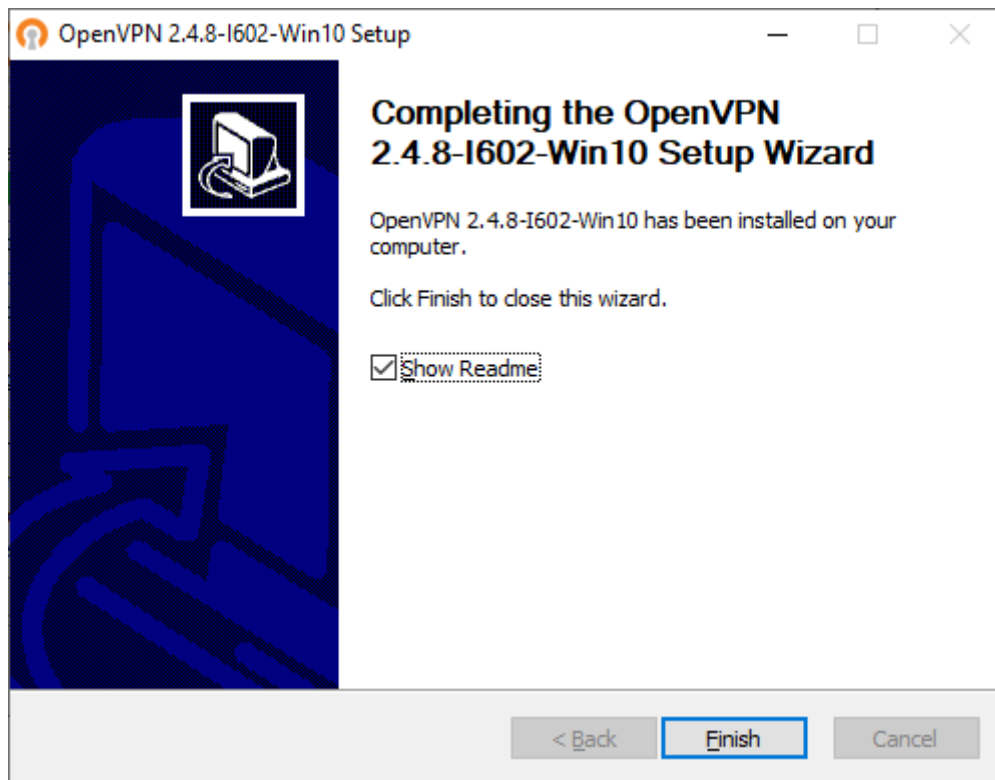 OpenVPN 2.4.8-I602-Win10 Setup
Completing the OpenVPN
2.4.8-I602-Win10 Setup Wizard
OpenVPN 2.4.8-I602-Win10 has been installed on your
computer.
Click Finish to close this wizard.
Show Readme
< Back
Finish
Cancel